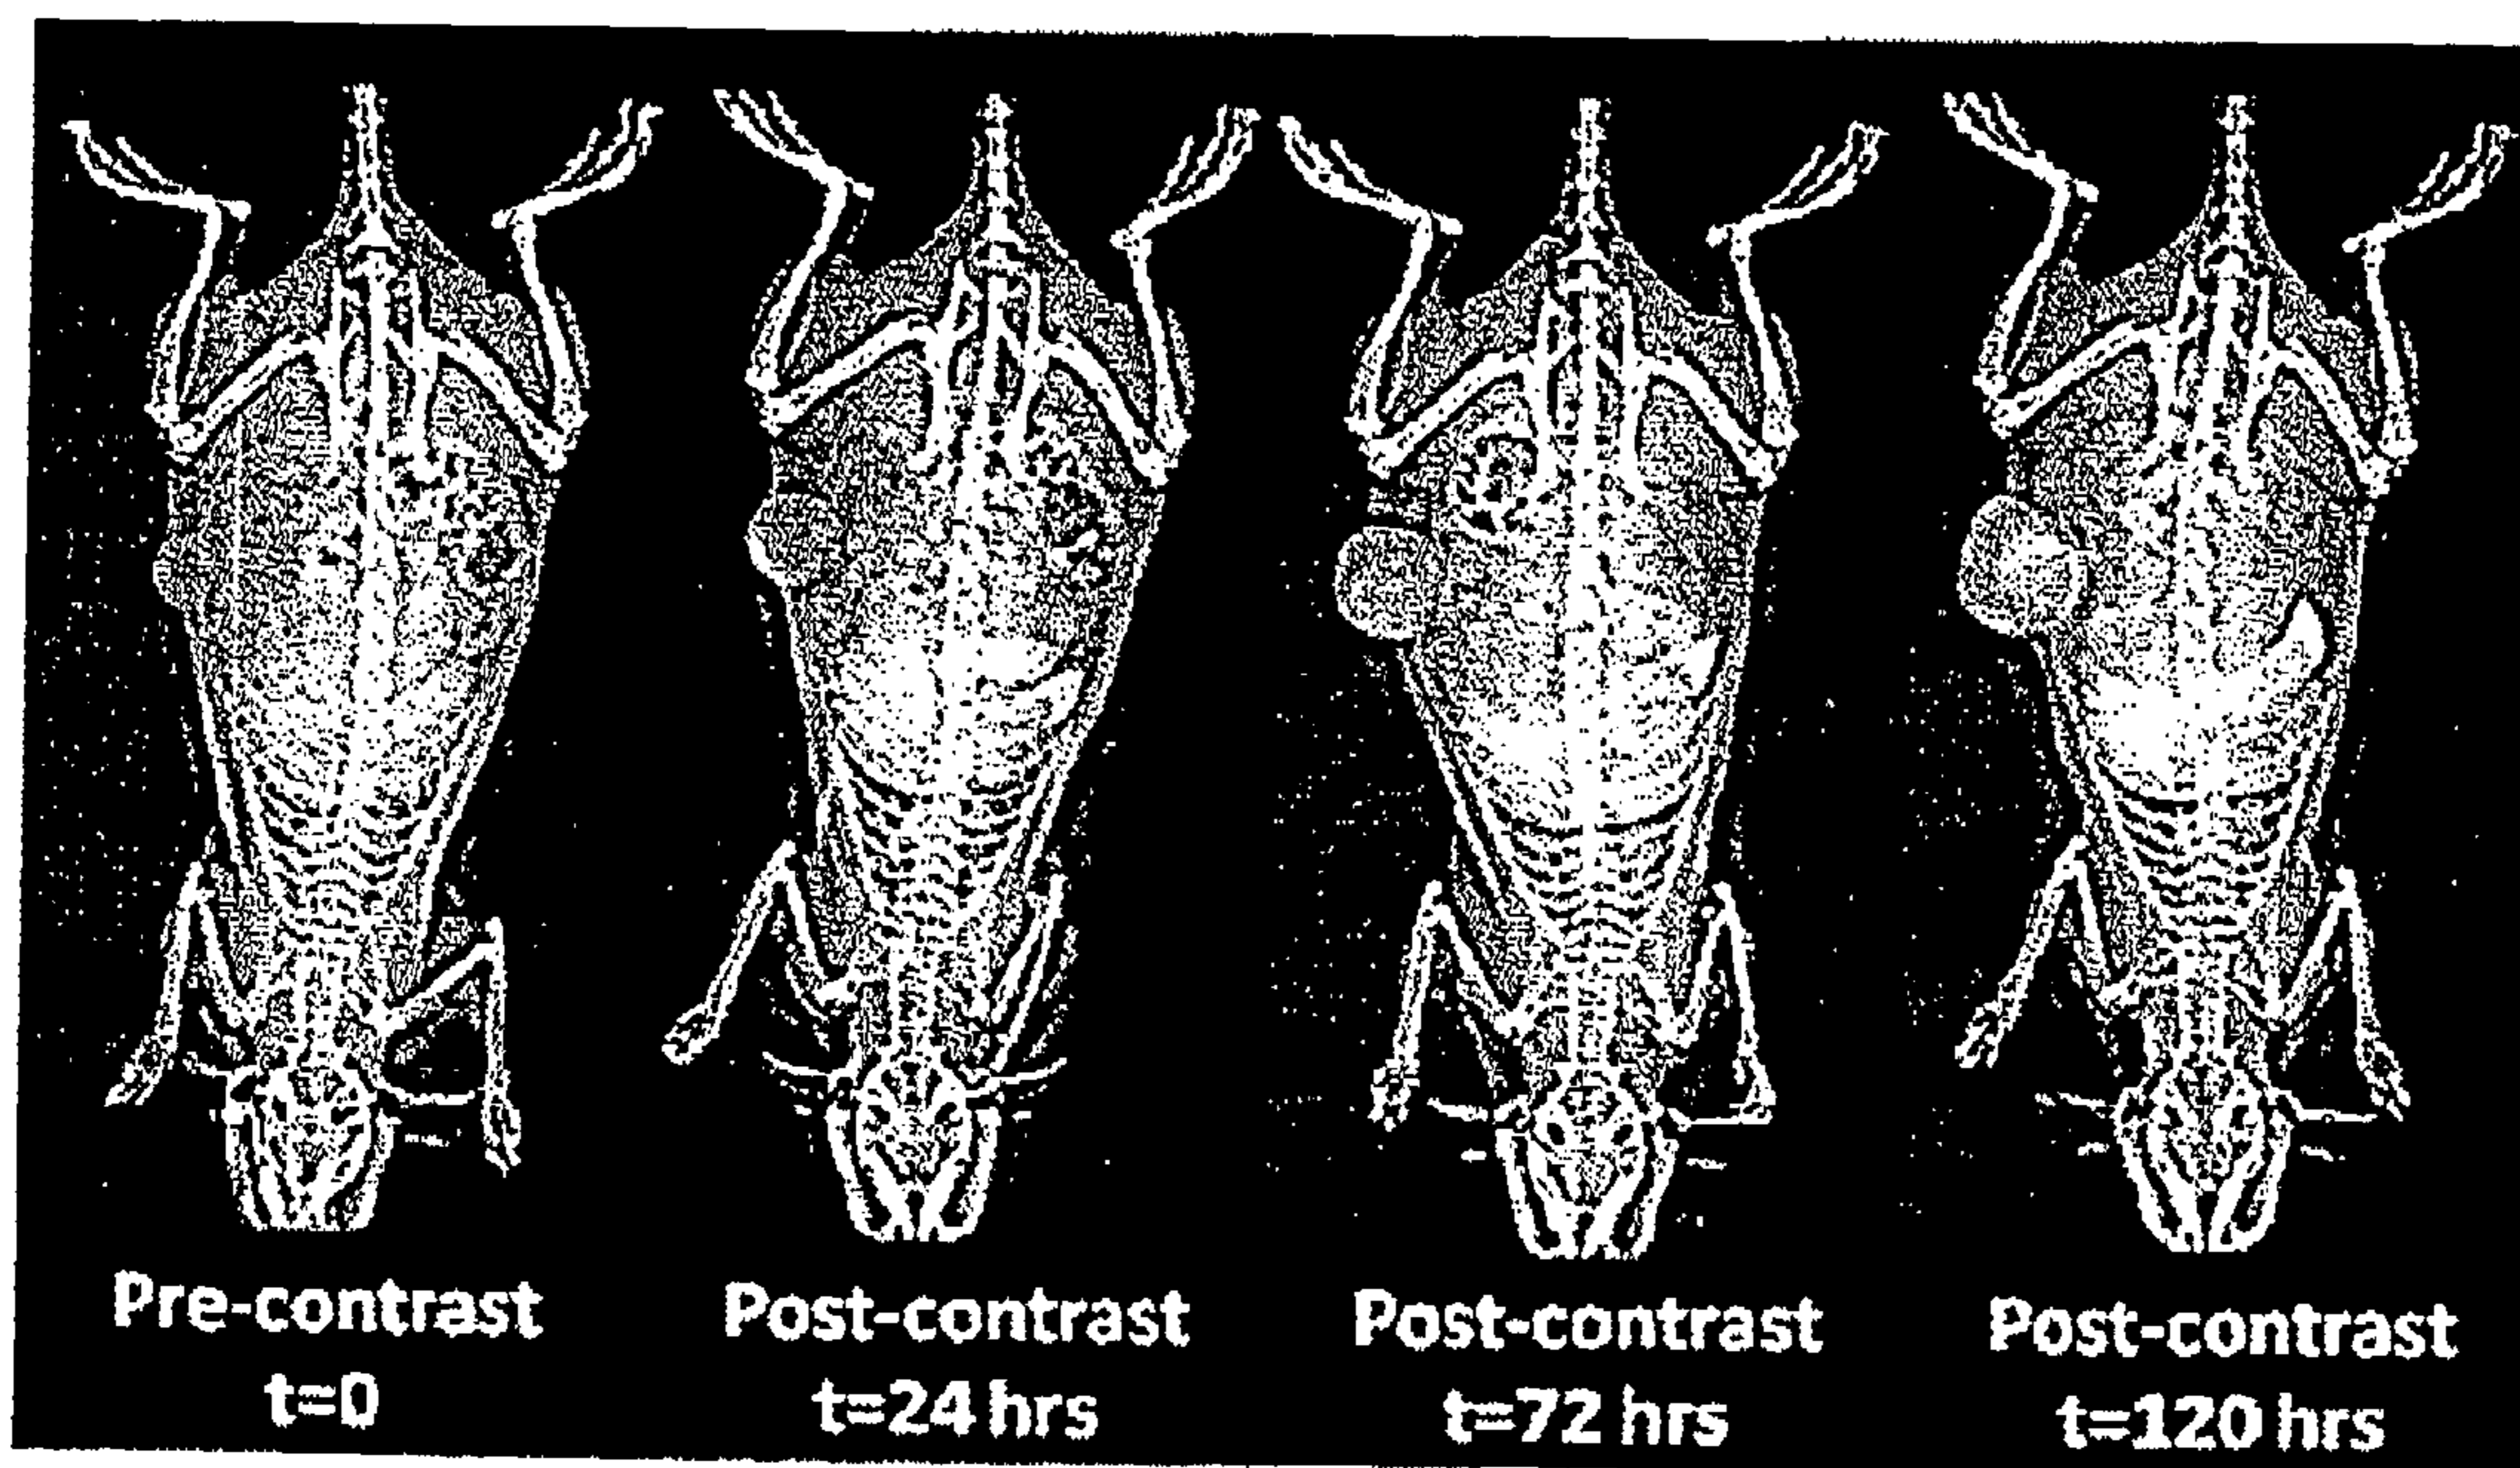 Pre-contrast
t=0
Post-contrast
t=24 hrs
Post-contrast
t=72 hrs
Post-contrast
t=120 hrs